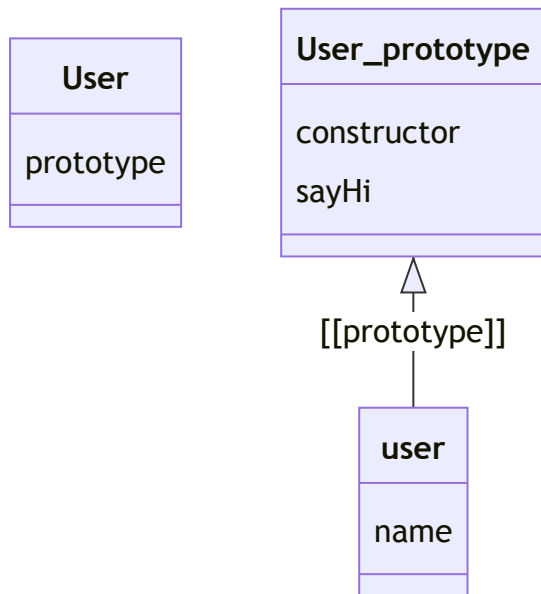 User
prototype
User_prototype
constructor
sayHi
[[prototype]]
user
name